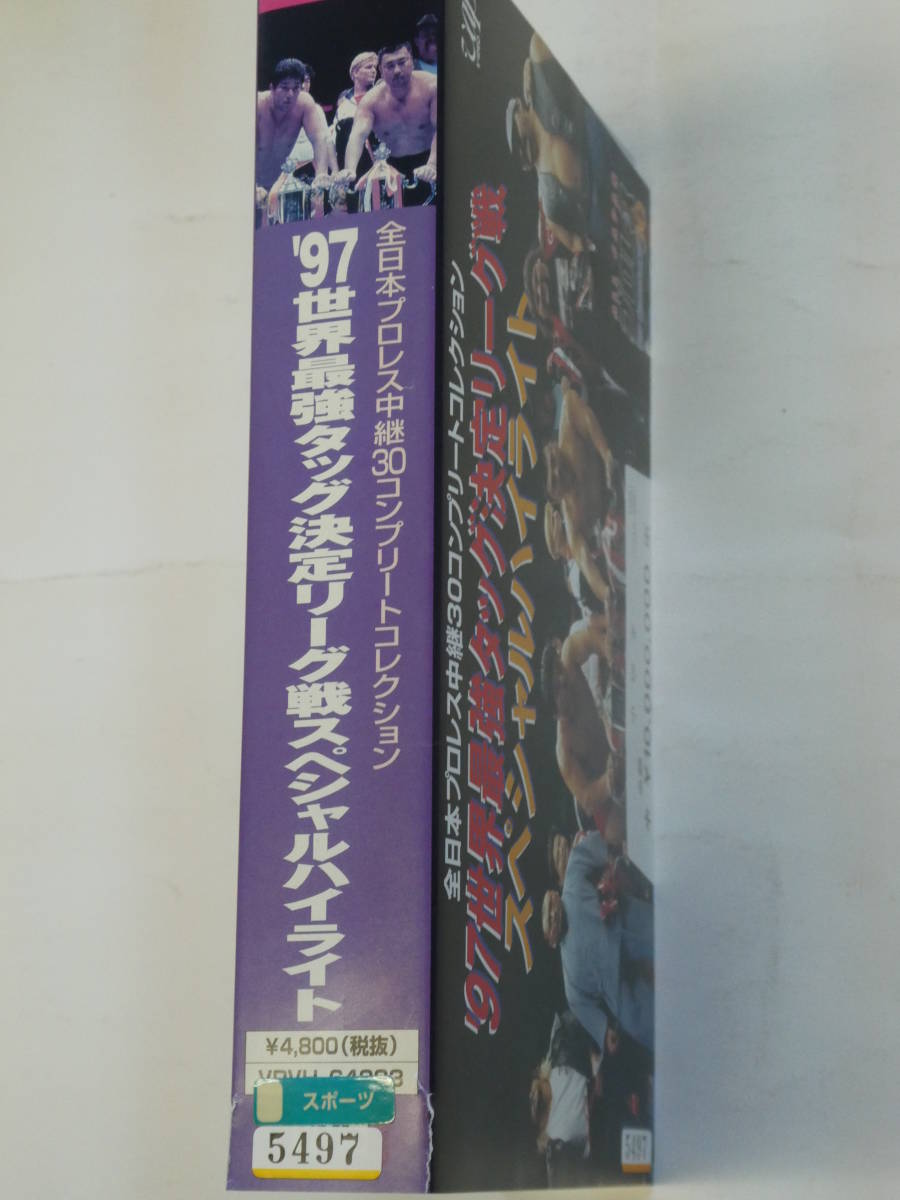 全日本プロレス中継30コンプリートコレクション
'97世界最強タッグ決定リーグ戦スペシャルハイライト
¥4,800(税抜)
スポーツ
5497
全日本プロレス中継30コンプリートコレクション
'97世界最強タッグ決定リーグ戦
スペシャルハイライト
5497